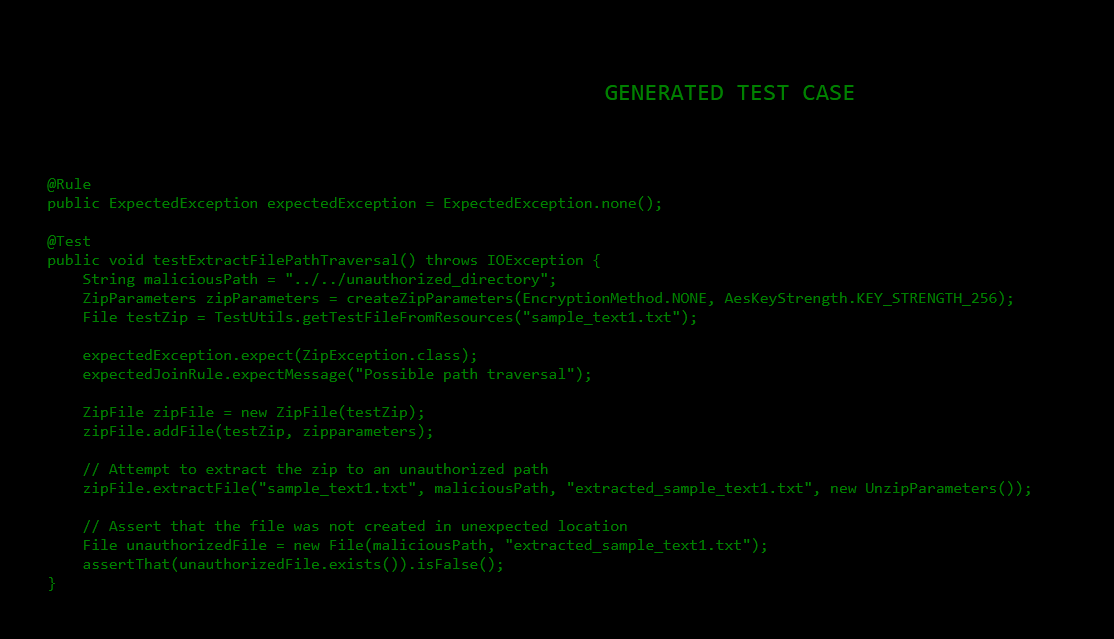 GENERATED TEST CASE
@Rule
public ExpectedException expectedException = ExpectedException.none();
@Test
public void testExtractFilePathTraversal() throws IOException {
String maliciousPath = "../../unauthorized_directory";
ZipParameters zipParameters = createZipParameters(EncryptionMethod.NONE, AesKeyStrength.KEY_STRENGTH_256);
File testZip = TestUtils.getTestFileFromResources("sample_text1.txt");
expectedException.expect(ZipException.class);
expectedJoinRule.expectMessage("Possible path traversal");
ZipFile zipFile = new ZipFile(testZip);
zipFile.addFile(testZip, zipparameters);
// Attempt to extract the zip to an unauthorized path
zipFile.extractFile("sample_text1.txt", maliciousPath, "extracted_sample_text1.txt", new UnzipParameters());
// Assert that the file was not created in unexpected location
File unauthorizedFile = new File(maliciousPath, "extracted_sample_text1.txt");
assertThat(unauthorizedFile.exists()).isFalse();
}